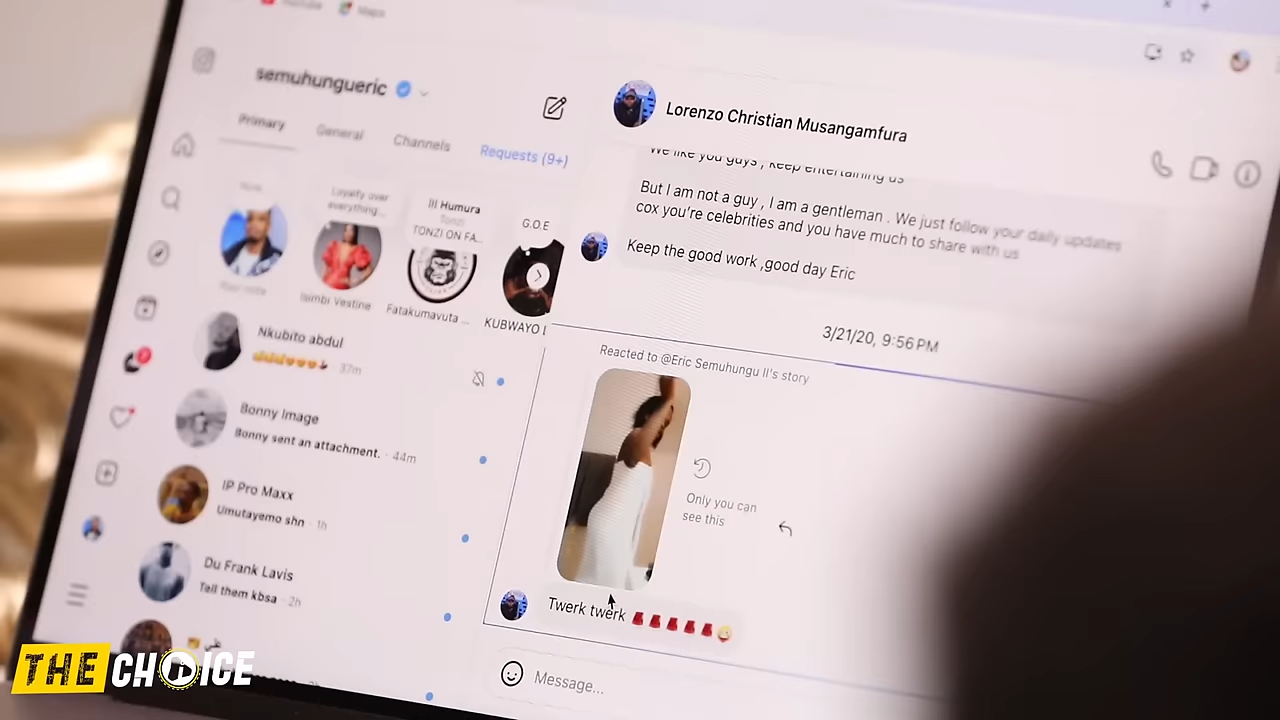 YouTube
Maps
semuhungueric
Primary
General
Channels
Requests (9+)
Loyalty over
everything...
Humura
Tonzi
TONZI ON FA...
G.O.E
Your note
Isimbi Vestine
Fatakumavuta ...
KUBWAYO
Nkubito abdul
37m
Bonny Image
Bonny sent an attachment. · 44m
IP Pro Maxx
Umutayemo shn · 1h
Du Frank Lavis
Tell them kbsa · 2h
Lorenzo Christian Musangamfura
We like you guys , keep entertaining us
But I am not a guy , I am a gentleman . We just follow your daily updates
cox you're celebrities and you have much to share with us
Keep the good work ,good day Eric
3/21/20, 9:56 PM
Reacted to @Eric Semuhungu II's story
Only you can
see this
Twerk twerk 💄💄💄💄💄
Message...
THE CHOICE